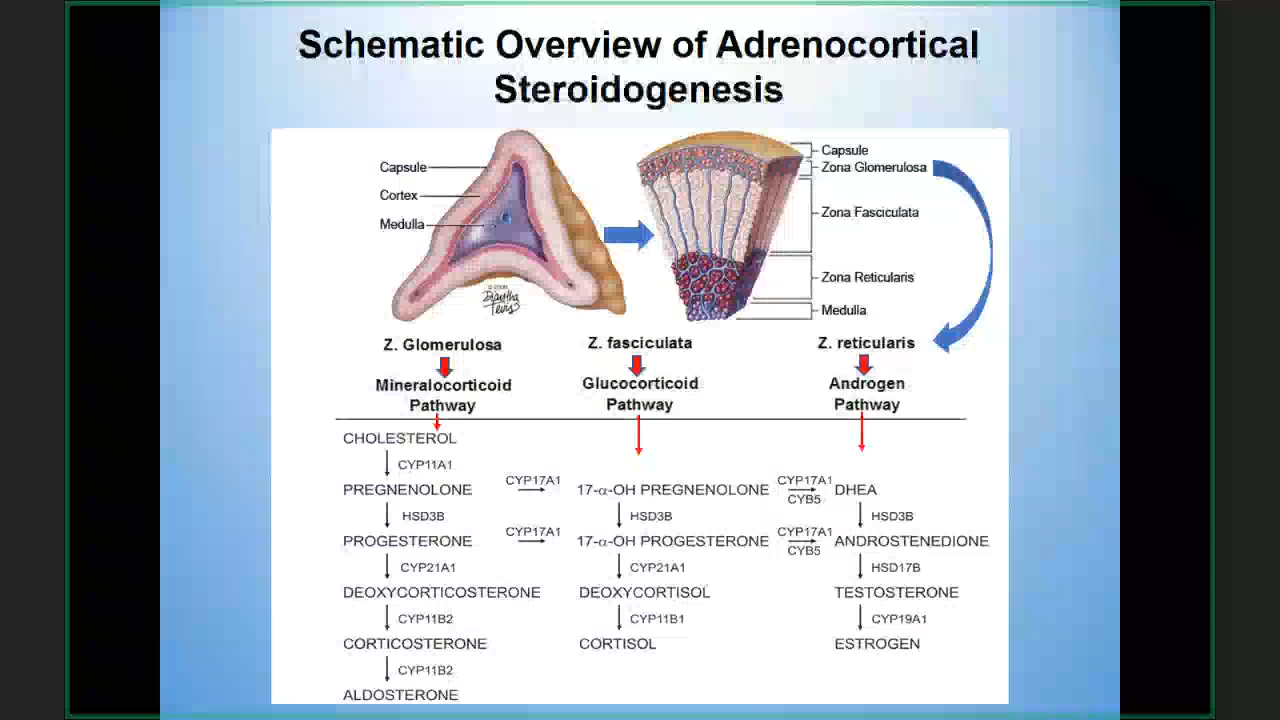 Schematic Overview of Adrenocortical
Steroidogenesis
Capsule
Cortex
Medulla
Capsule
Zona Glomerulosa
Zona Fasciculata
Zona Reticularis
Medulla
Z. Glomerulosa
Z. fasciculata
Z. reticularis
Mineralocorticoid
Pathway
Glucocorticoid
Pathway
Androgen
Pathway
CHOLESTEROL
CYP11A1
PREGNENOLONE
CYP17A1
17-α-OH PREGNENOLONE
CYP17A1
CYB5
DHEA
HSD3B
HSD3B
HSD3B
PROGESTERONE
CYP17A1
17-α-OH PROGESTERONE
CYP17A1
CYB5
ANDROSTENEDIONE
CYP21A1
CYP21A1
HSD17B
DEOXYCORTICOSTERONE
DEOXYCORTISOL
TESTOSTERONE
CYP11B2
CYP11B1
CYP19A1
CORTICOSTERONE
CORTISOL
ESTROGEN
CYP11B2
ALDOSTERONE